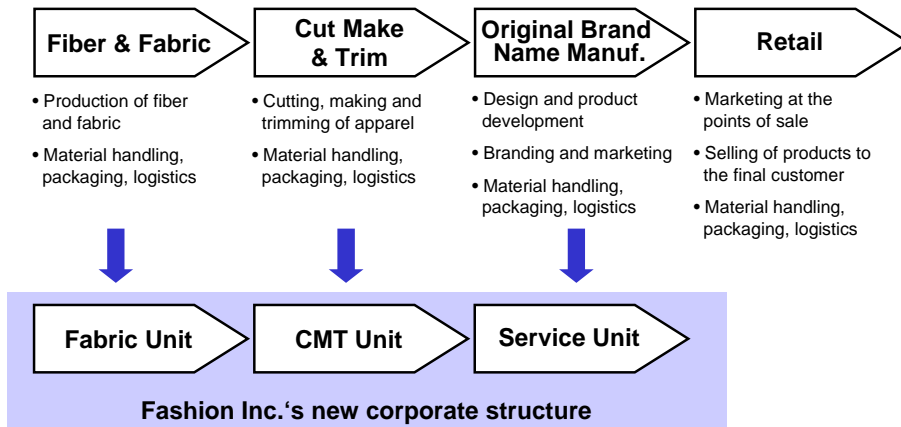 Fiber & Fabric
Cut Make
& Trim
Original Brand
Name Manuf.
Retail
• Production of fiber
and fabric
• Material handling,
packaging, logistics
• Cutting, making and
trimming of apparel
• Material handling,
packaging, logistics
• Design and product
development
• Branding and marketing
• Material handling,
packaging, logistics
• Marketing at the
points of sale
• Selling of products to
the final customer
• Material handling,
packaging, logistics
Fabric Unit
CMT Unit
Service Unit
Fashion Inc.‘s new corporate structure